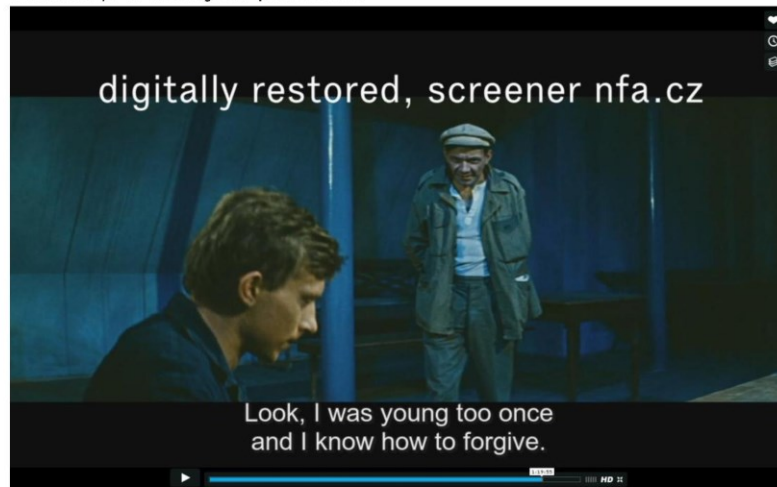 digitally restored, screener nfa.cz
Look, I was young too once
and I know how to forgive.
HD